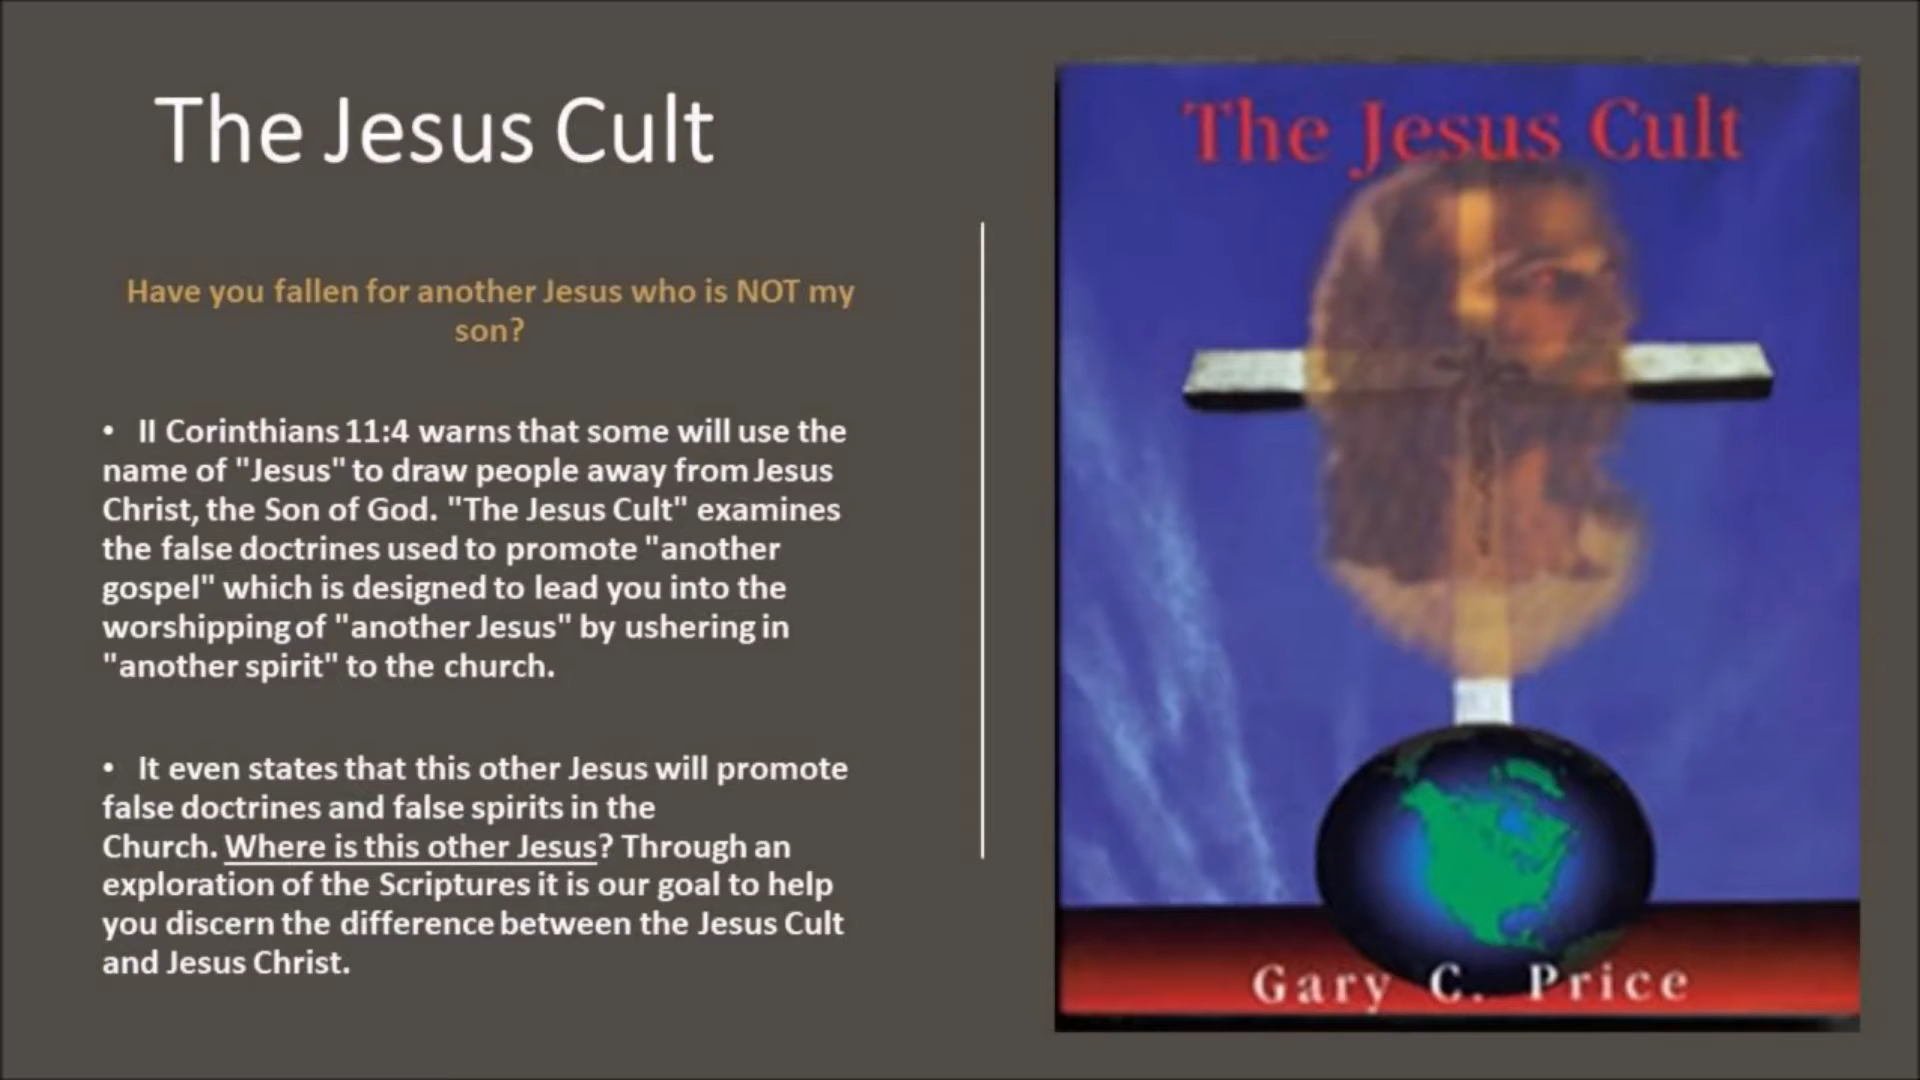 The Jesus Cult
Have you fallen for another Jesus who is NOT my
son?
• II Corinthians 11:4 warns that some will use the
name of "Jesus" to draw people away from Jesus
Christ, the Son of God. "The Jesus Cult" examines
the false doctrines used to promote "another
gospel" which is designed to lead you into the
worshipping of "another Jesus" by ushering in
"another spirit" to the church.
• It even states that this other Jesus will promote
false doctrines and false spirits in the
Church. Where is this other Jesus? Through an
exploration of the Scriptures it is our goal to help
you discern the difference between the Jesus Cult
and Jesus Christ.
The Jesus Cult
Gary C. Price